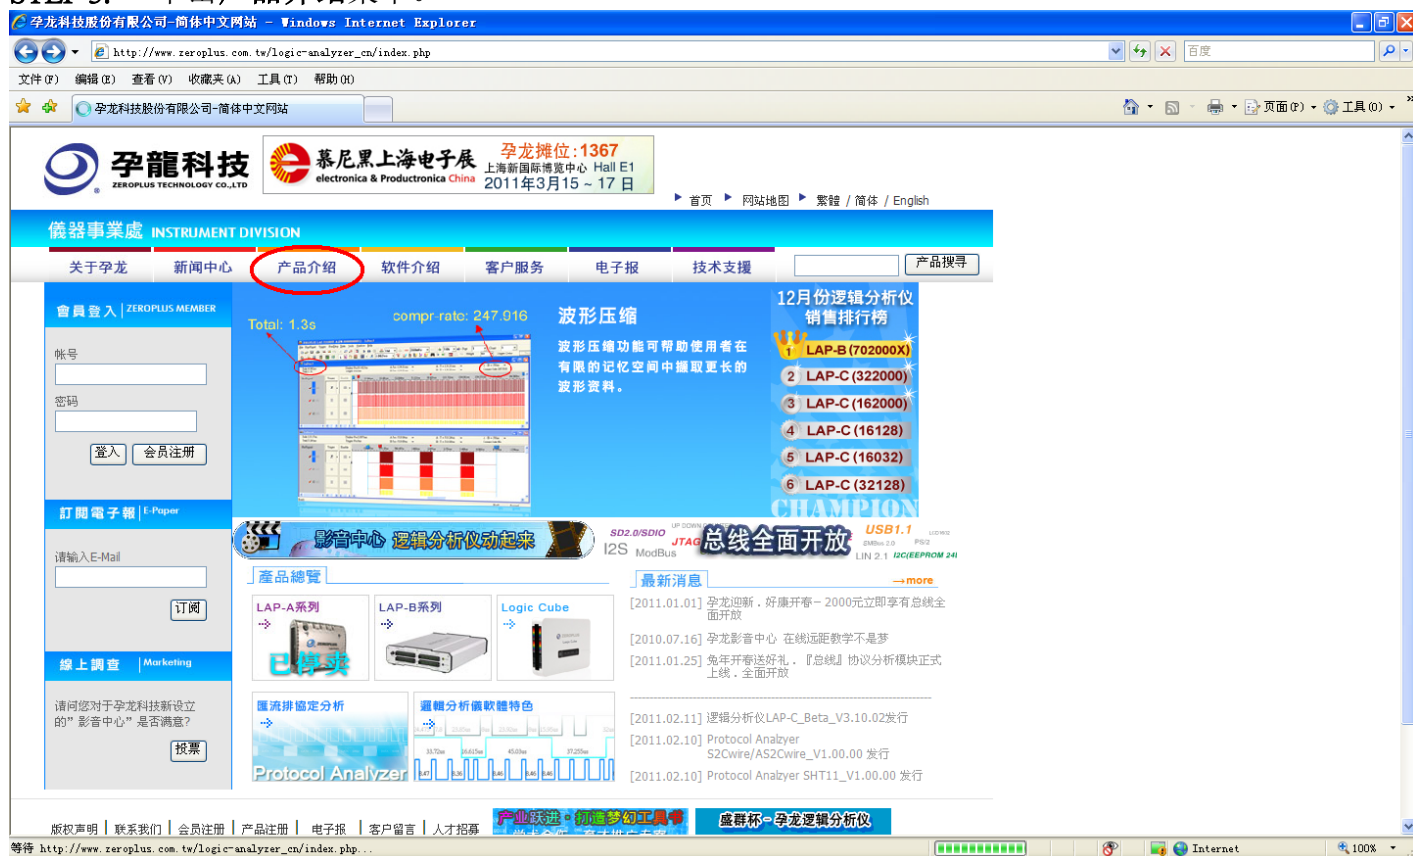 孕龙科技股份有限公司-简体中文网站 - Windows Internet Explorer
http://www.zeroplus.com.tw/logic-analyzer_cn/index.php
百度
文件(F) 编辑(E) 查看(V) 收藏夹(A) 工具(T) 帮助(H)
孕龙科技股份有限公司-简体中文网站
页面(P) 工具(O)
孕龍科技
ZEROPLUS TECHNOLOGY CO.,LTD
慕尼黑上海电子展
electronica & Productronica China
孕龙摊位:1367
上海新国际博览中心 Hall E1
2011年3月15 ~ 17 日
首页 网站地图 繁體 / 简体 / English
儀器事業處 INSTRUMENT DIVISION
关于孕龙 新闻中心 产品介绍 软件介绍 客户服务 电子报 技术支援 产品搜寻
會員登入 ZEROPLUS MEMBER
帐号
密码
登入 会员注册
Total: 1.3s compr-rate: 247.916
波形压缩
波形压缩功能可帮助使用者在
有限的记忆空间中撷取更长的
波形资料。
12月份逻辑分析仪
销售排行榜
1 LAP-B (702000X)
2 LAP-C (322000)
3 LAP-C (162000)
4 LAP-C (16128)
5 LAP-C (16032)
6 LAP-C (32128)
CHAMPION
訂閱電子報 E-Paper
请输入E-Mail
订阅
影音中心 逻辑分析仪动起来
SD2.0/SDIO
I2S ModBus JTAG
总线全面开放
USB1.1
LIN 2.1 I2C(EEPROM 24)
產品總覽
LAP-A系列
已停卖
LAP-B系列
Logic Cube
匯流排協定分析
Protocol Analyzer
邏輯分析儀軟體特色
最新消息 →more
[2011.01.01] 孕龙迎新，好康开春-2000元立即享有总线全
面开放
[2010.07.16] 孕龙影音中心 在线远距教学不是梦
[2011.01.25] 兔年开春送好礼，『总线』协议分析模块正式
上线，全面开放
[2011.02.11] 逻辑分析仪LAP-C_Beta_V3.10.02发行
[2011.02.10] Protocol Analzyer
S2Cwire/AS2Cwire_V1.00.00 发行
[2011.02.10] Protocol Analzyer SHT11_V1.00.00 发行
線上調查 Marketing
请问您对于孕龙科技新设立
的”影音中心”是否满意?
投票
版权声明 联系我们 会员注册 产品注册 电子报 客户留言 人才招募
产业跃进·打造梦幻工具书
盛群杯-孕龙逻辑分析仪
等待 http://www.zeroplus.com.tw/logic-analyzer_cn/index.php...
Internet 100%